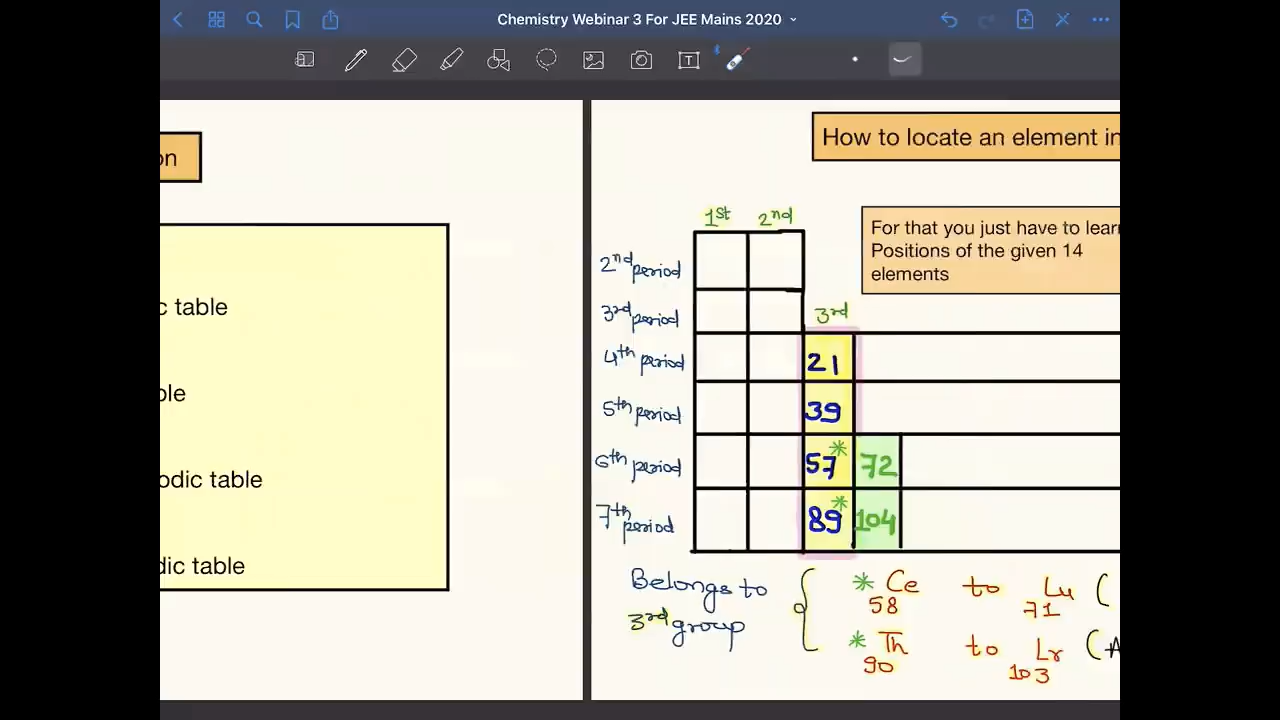 Chemistry Webinar 3 For JEE Mains 2020
on
c table
ble
odic table
dic table
How to locate an element in
For that you just have to lear
Positions of the given 14
elements
1st 2nd
2nd period
3rd period
3rd
4th period 21
5th period 39
6th period 57* 72
7th period 89* 104
Belongs to
3rd group
* Ce to Lu (
58 71
* Th to Lr (A
90 103